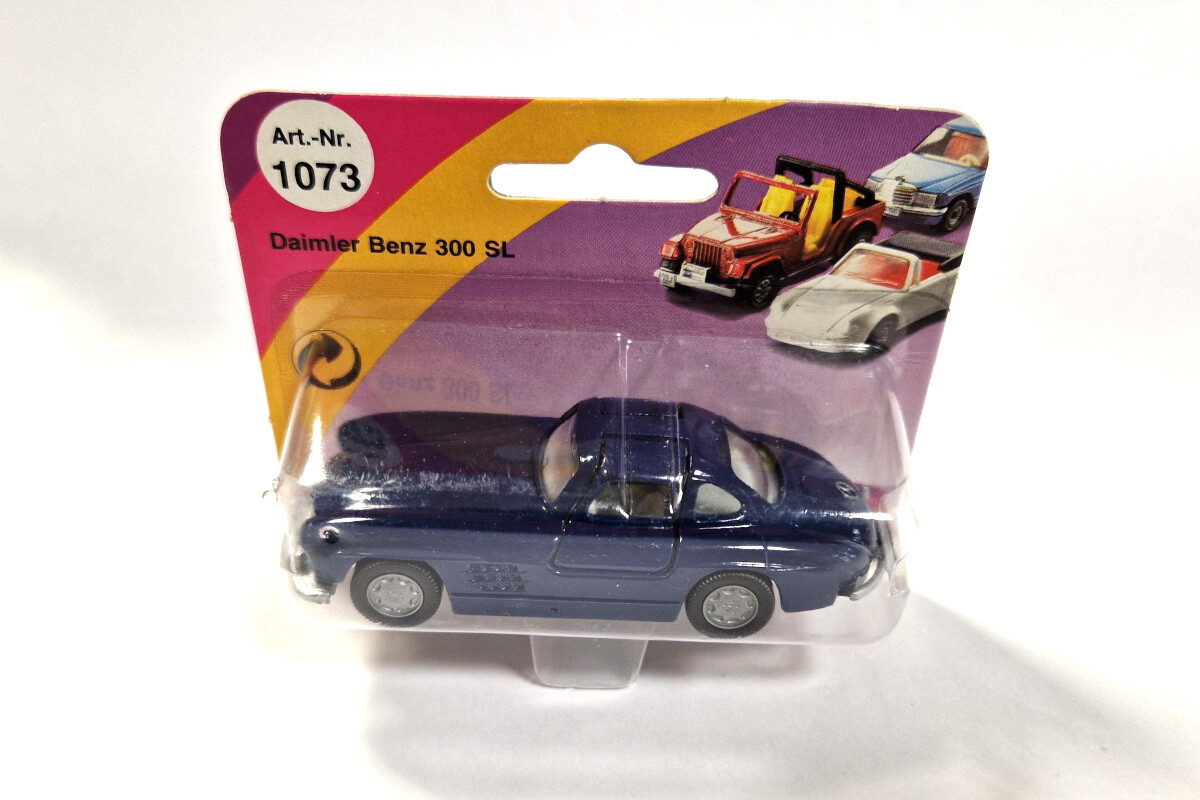 Art.-Nr.
1073
Daimler Benz 300 SL